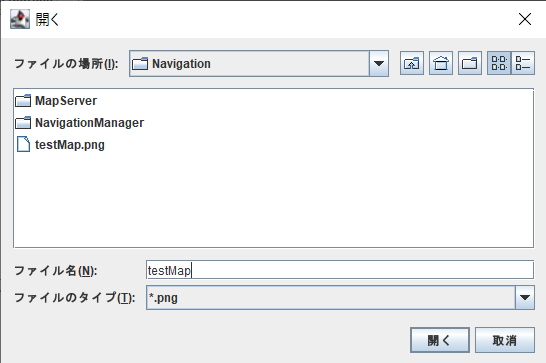 開く
ファイルの場所(I): Navigation
MapServer
NavigationManager
testMap.png
ファイル名(N): testMap
ファイルのタイプ(T): *.png
開く 取消